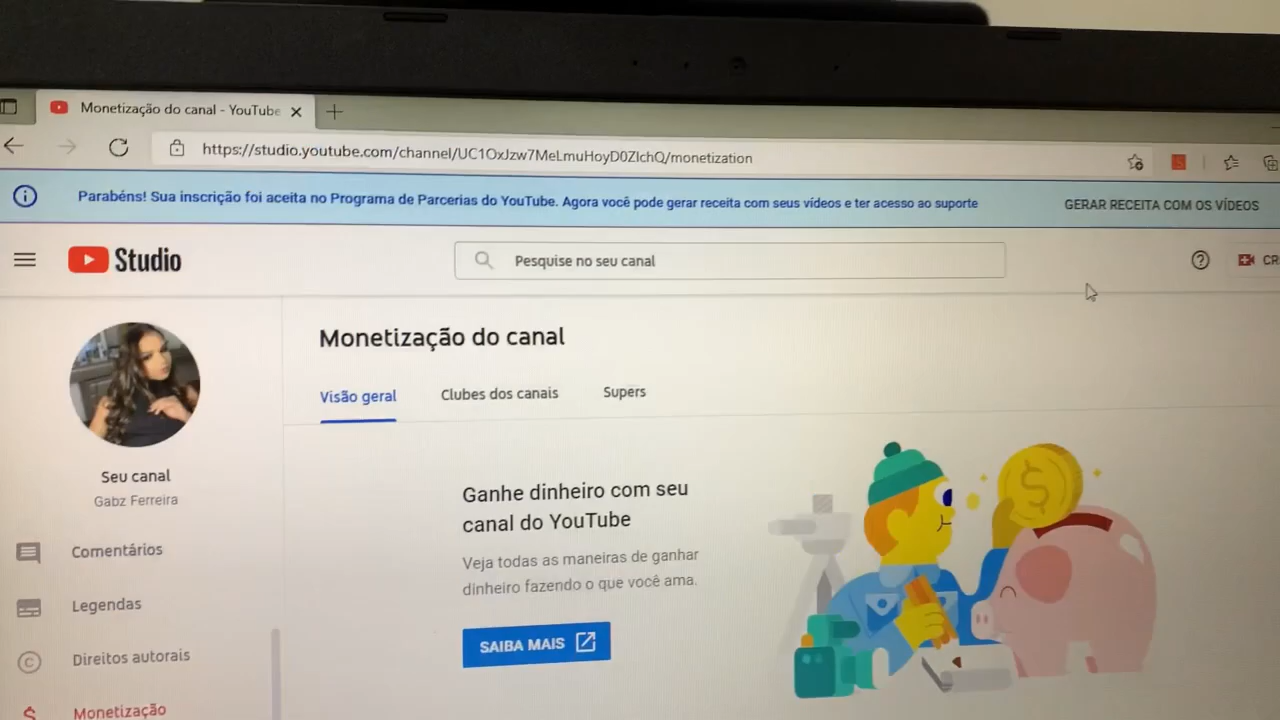 Monetização do canal - YouTube
https://studio.youtube.com/channel/UC1OxJzw7MeLmuHoyD0ZlchQ/monetization
Parabéns! Sua inscrição foi aceita no Programa de Parcerias do YouTube. Agora você pode gerar receita com seus vídeos e ter acesso ao suporte
GERAR RECEITA COM OS VÍDEOS
Studio
Pesquise no seu canal
CR
Monetização do canal
Visão geral
Clubes dos canais
Supers
Seu canal
Gabz Ferreira
Ganhe dinheiro com seu
canal do YouTube
Veja todas as maneiras de ganhar
dinheiro fazendo o que você ama.
SAIBA MAIS
Comentários
Legendas
Direitos autorais
Monetização